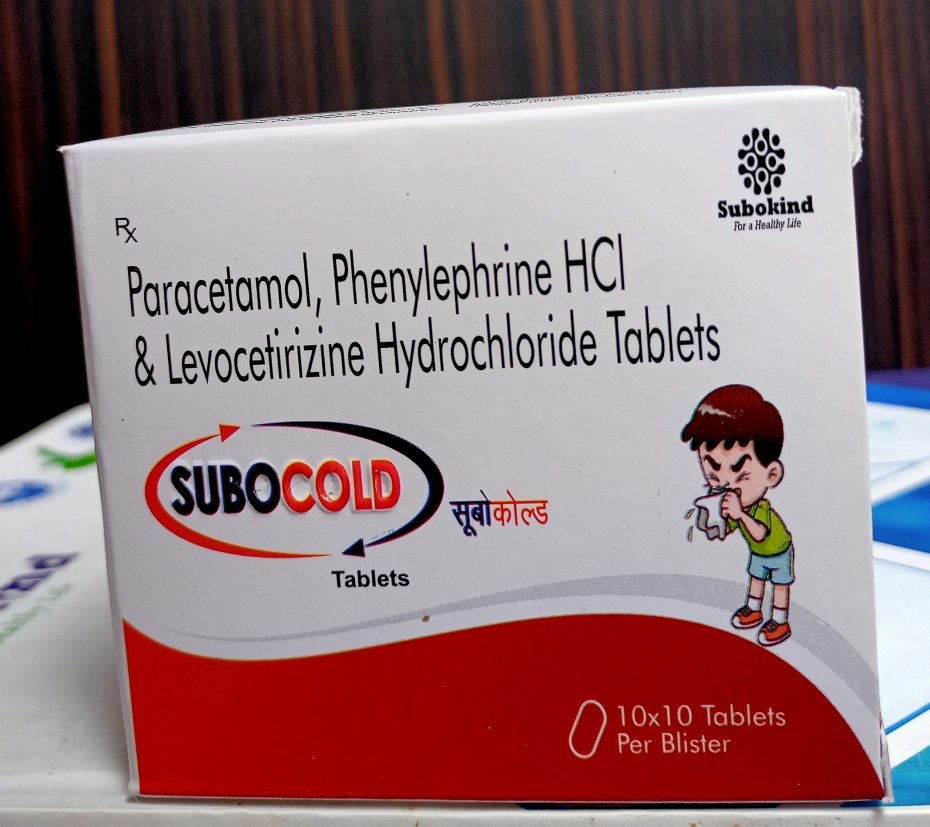 Rx
Subokind
For a Healthy Life
Paracetamol, Phenylephrine HCl
& Levocetirizine Hydrochloride Tablets
SUBOCOLD
सूबोकोल्ड
Tablets
10x10 Tablets
Per Blister